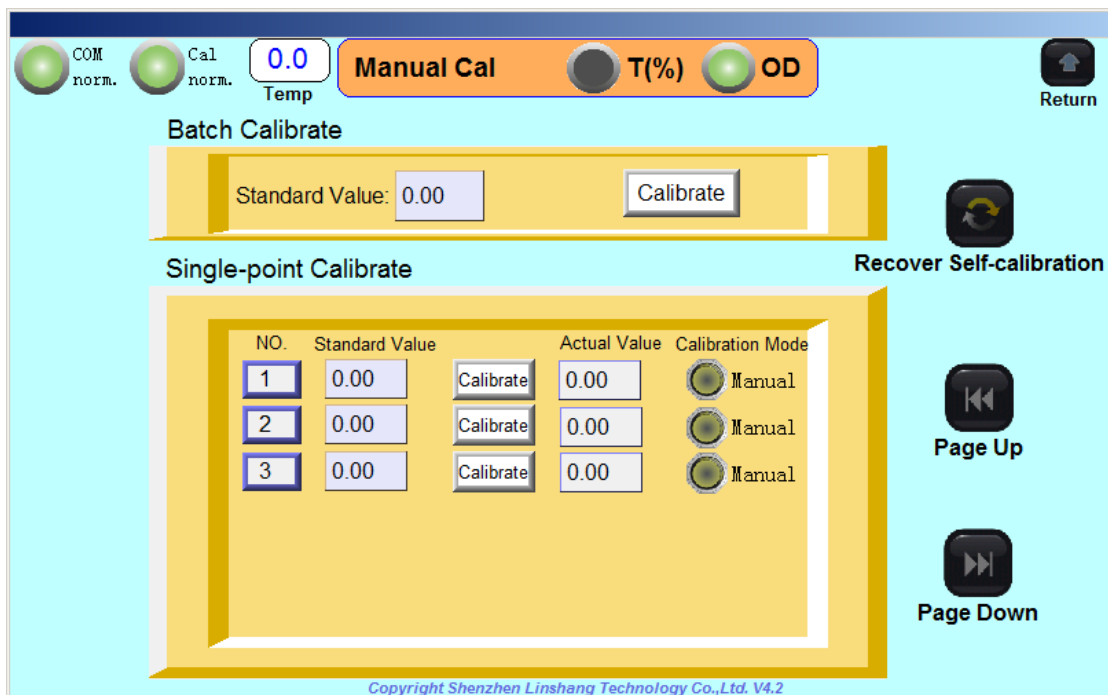 COM
norm.
Cal
norm.
0.0
Temp
Manual Cal
T(%)
OD
Return
Batch Calibrate
Standard Value: 0.00
Calibrate
Recover Self-calibration
Single-point Calibrate
NO. Standard Value Actual Value Calibration Mode
1 0.00 Calibrate 0.00 Manual
2 0.00 Calibrate 0.00 Manual
3 0.00 Calibrate 0.00 Manual
Page Up
Page Down
Copyright Shenzhen Linshang Technology Co.,Ltd. V4.2